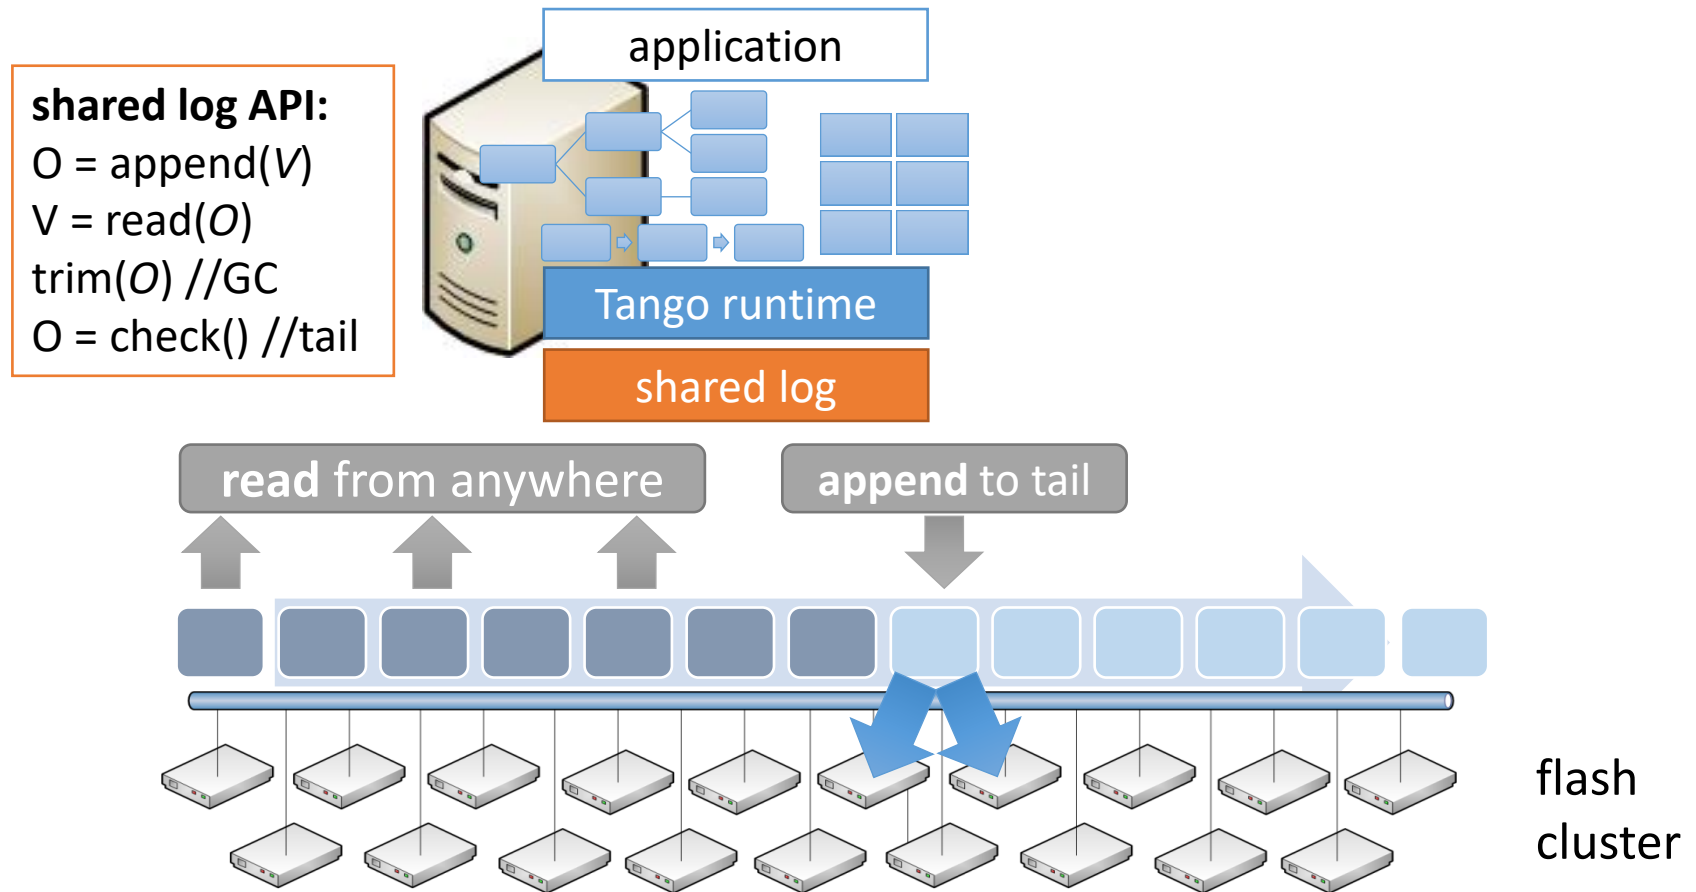 application
shared log API:
O = append(V)
V = read(O)
trim(O) //GC
O = check() //tail
Tango runtime
shared log
read from anywhere
append to tail
flash
cluster